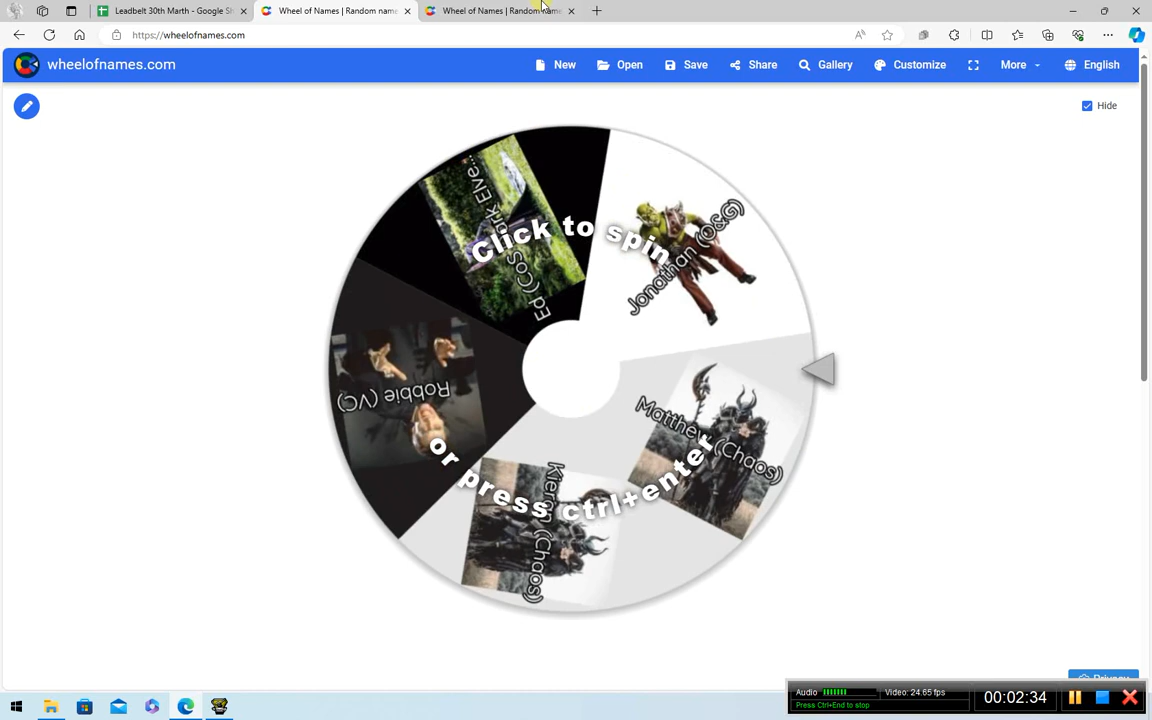 Leadbelt 30th Marth - Google Sh
Wheel of Names | Random name
Wheel of Names | Random name
https://wheelofnames.com
wheelofnames.com
New
Open
Save
Share
Gallery
Customize
More
English
Hide
Click to spin
or press ctrl+enter
Jonathan (O&G)
Matthew (Chaos)
Kieran (Chaos)
Robbie (VC)
Ed (CoS
Elve...
Privacy
Audio
Video: 24.65 fps
Press Ctrl+End to stop
00:02:34